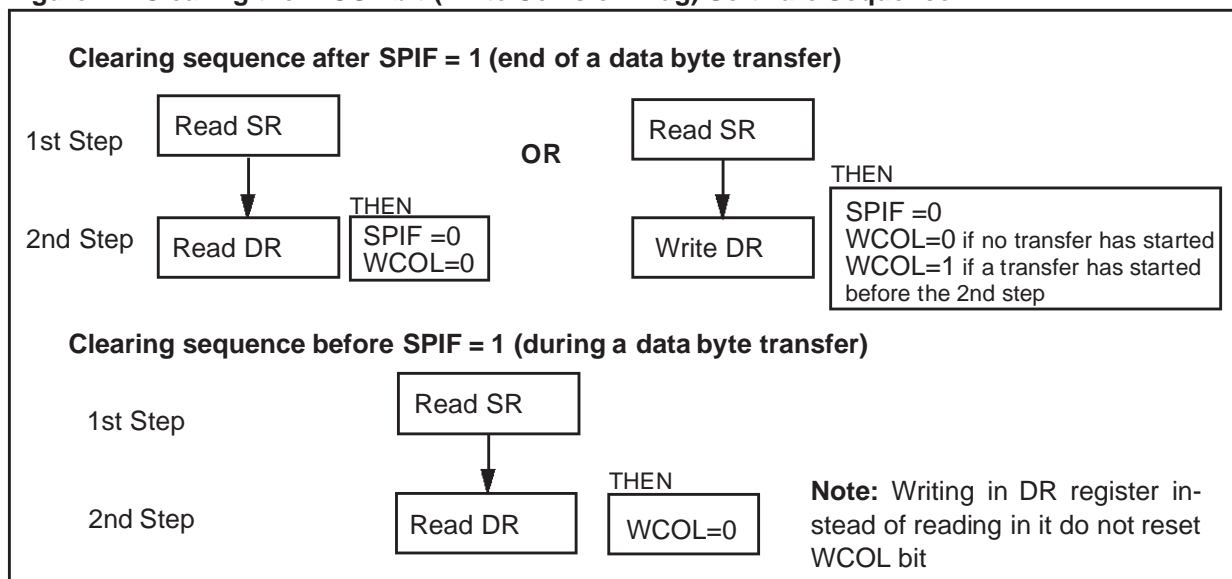 Clearing sequence after SPIF = 1 (end of a data byte transfer)
1st Step
Read SR
OR
Read SR
THEN
2nd Step
Read DR
THEN
SPIF =0
WCOL=0
Write DR
SPIF =0
WCOL=0 if no transfer has started
WCOL=1 if a transfer has started
before the 2nd step
Clearing sequence before SPIF = 1 (during a data byte transfer)
1st Step
Read SR
2nd Step
Read DR
THEN
WCOL=0
Note: Writing in DR register in-
stead of reading in it do not reset
WCOL bit